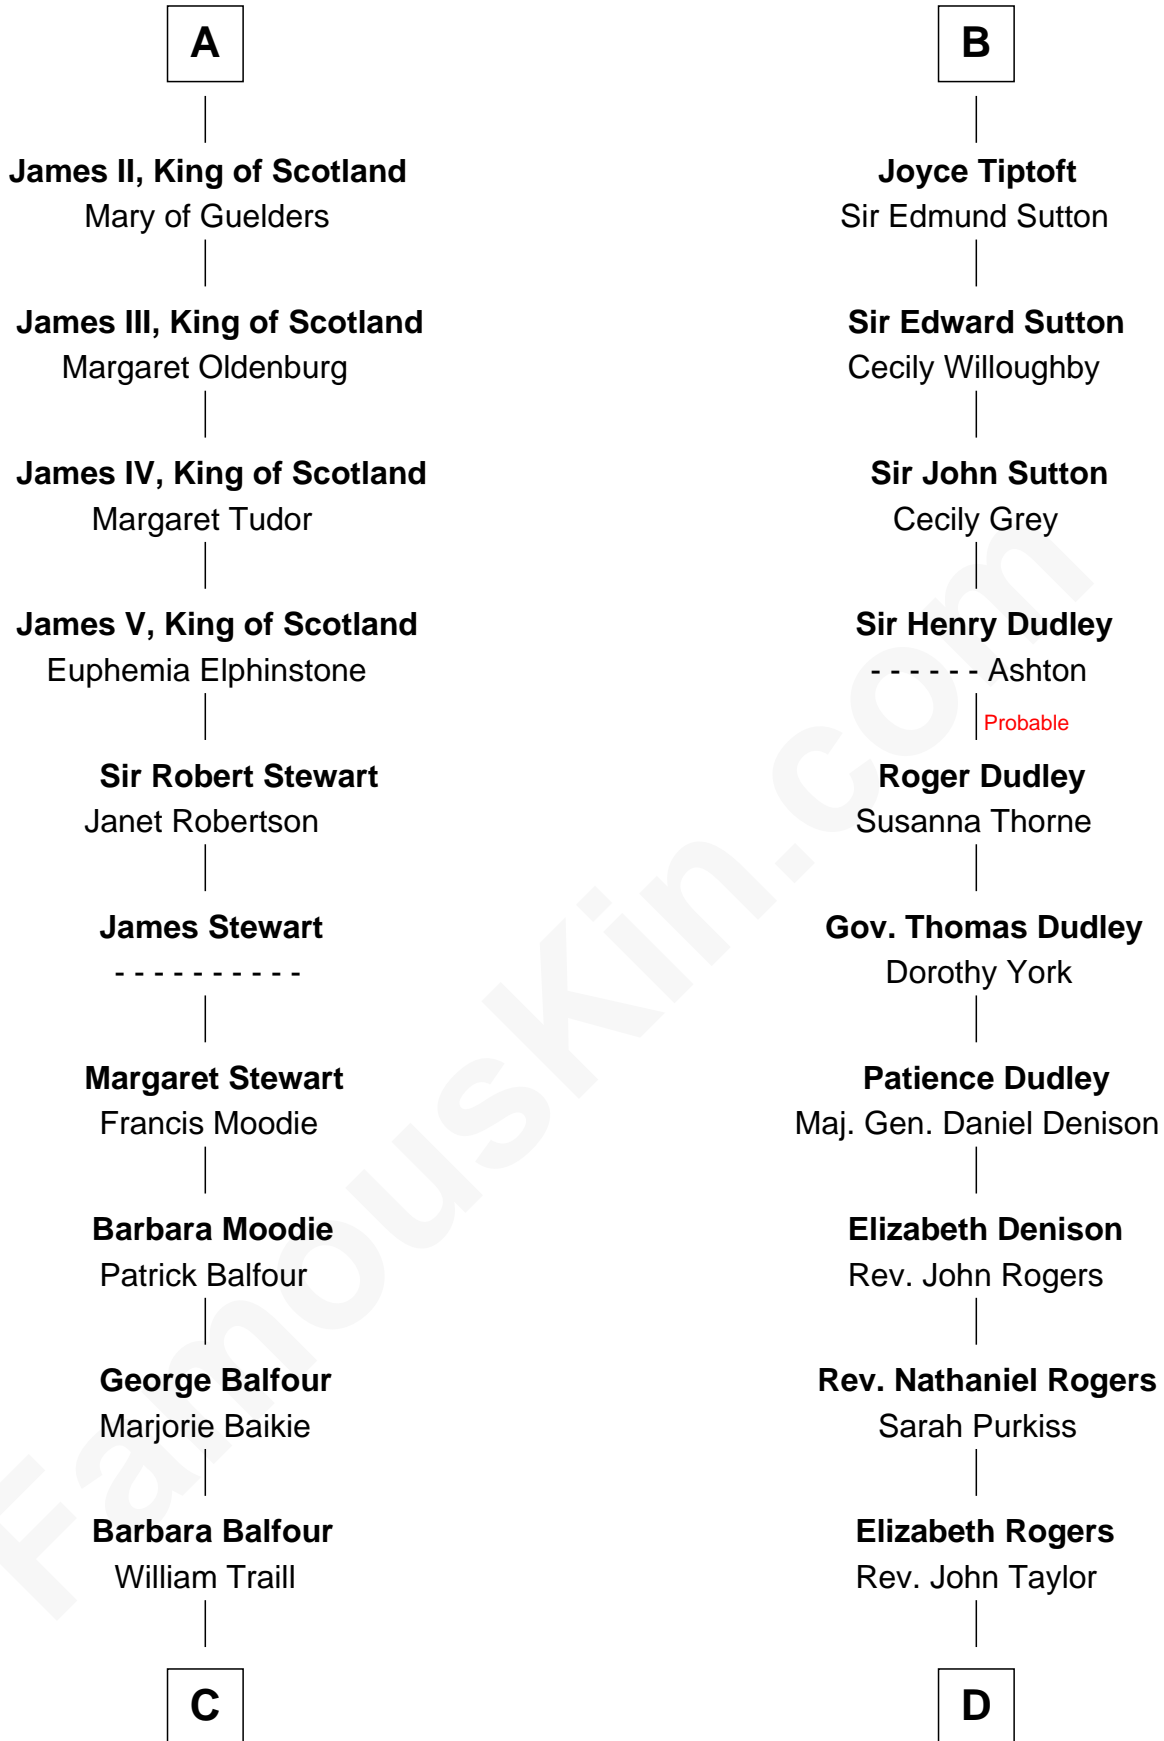 A
James II, King of Scotland
Mary of Guelders
James III, King of Scotland
Margaret Oldenburg
James IV, King of Scotland
Margaret Tudor
James V, King of Scotland
Euphemia Elphinstone
Sir Robert Stewart
Janet Robertson
James Stewart
- - - - - - - - - -
Margaret Stewart
Francis Moodie
Barbara Moodie
Patrick Balfour
George Balfour
Marjorie Baikie
Barbara Balfour
William Traill
C
B
Joyce Tiptoft
Sir Edmund Sutton
Sir Edward Sutton
Cecily Willoughby
Sir John Sutton
Cecily Grey
Sir Henry Dudley
- - - - - - Ashton
Probable
Roger Dudley
Susanna Thorne
Gov. Thomas Dudley
Dorothy York
Patience Dudley
Maj. Gen. Daniel Denison
Elizabeth Denison
Rev. John Rogers
Rev. Nathaniel Rogers
Sarah Purkiss
Elizabeth Rogers
Rev. John Taylor
D
FamousKin.com